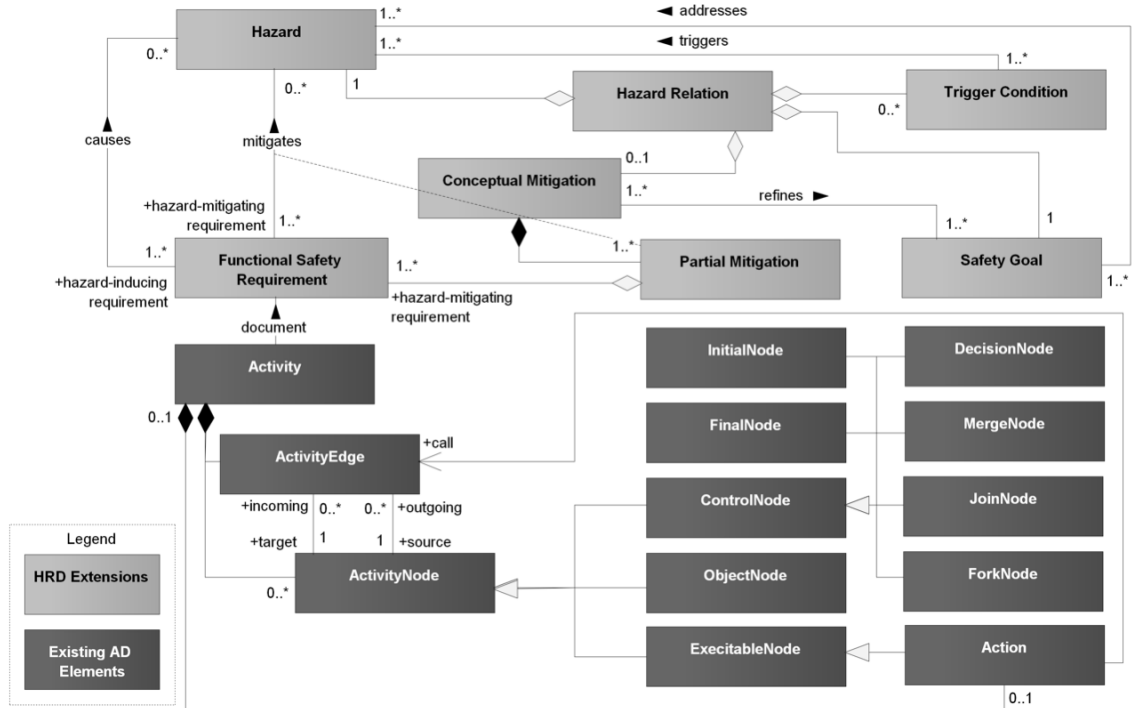 1..*
◄ addresses
Hazard
0..*
1..*
◄ triggers
1
1..*
0..*
Hazard Relation
Trigger Condition
0..*
causes
mitigates
0..1
Conceptual Mitigation
1..*
refines ►
+hazard-mitigating
requirement
1..*
1..*
1
1..*
1..*
Functional Safety
Requirement
1..*
Partial Mitigation
Safety Goal
1..*
+hazard-inducing
requirement
+hazard-mitigating
requirement
document
Activity
InitialNode
DecisionNode
0..1
FinalNode
MergeNode
+call
ActivityEdge
ControlNode
JoinNode
+incoming
0..*
0..*
+outgoing
+target
1
1
+source
Legend
HRD Extensions
ActivityNode
0..*
ObjectNode
ForkNode
Existing AD
Elements
ExecitableNode
Action
0..1